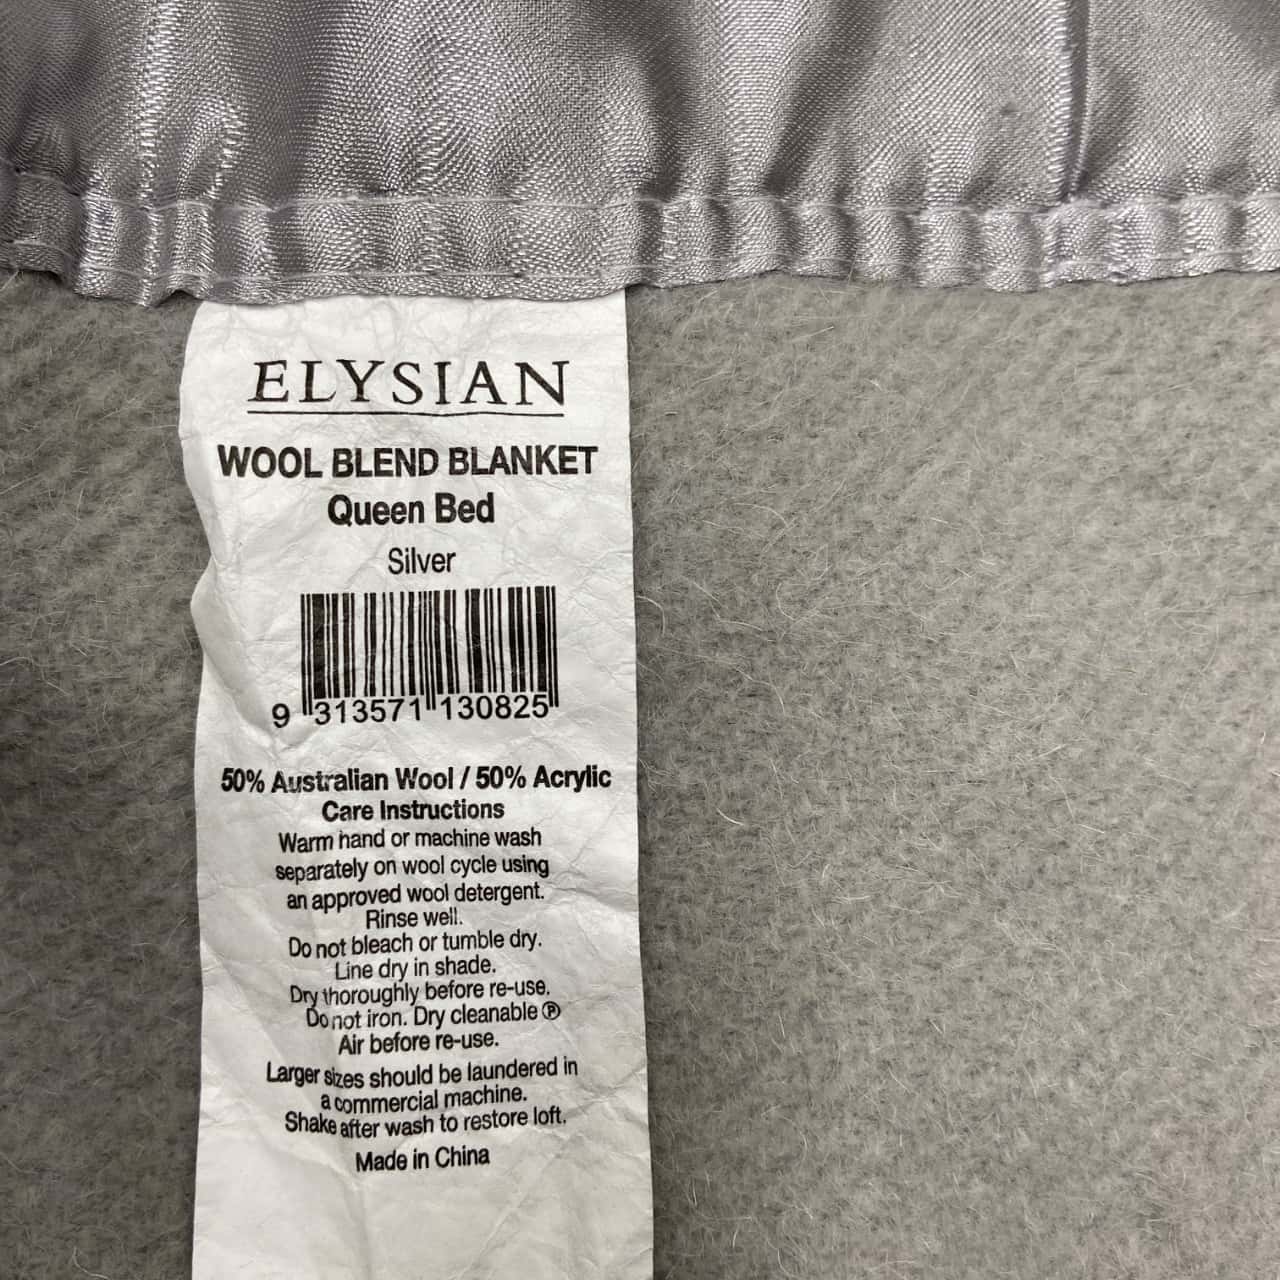 ELYSIAN
WOOL BLEND BLANKET
Queen Bed
Silver
9 313571 130825
50% Australian Wool / 50% Acrylic
Care Instructions
Warm hand or machine wash
separately on wool cycle using
an approved wool detergent.
Rinse well.
Do not bleach or tumble dry.
Line dry in shade.
Dry thoroughly before re-use.
Do not iron. Dry cleanable Ⓟ
Air before re-use.
Larger sizes should be laundered in
a commercial machine.
Shake after wash to restore loft.
Made in China